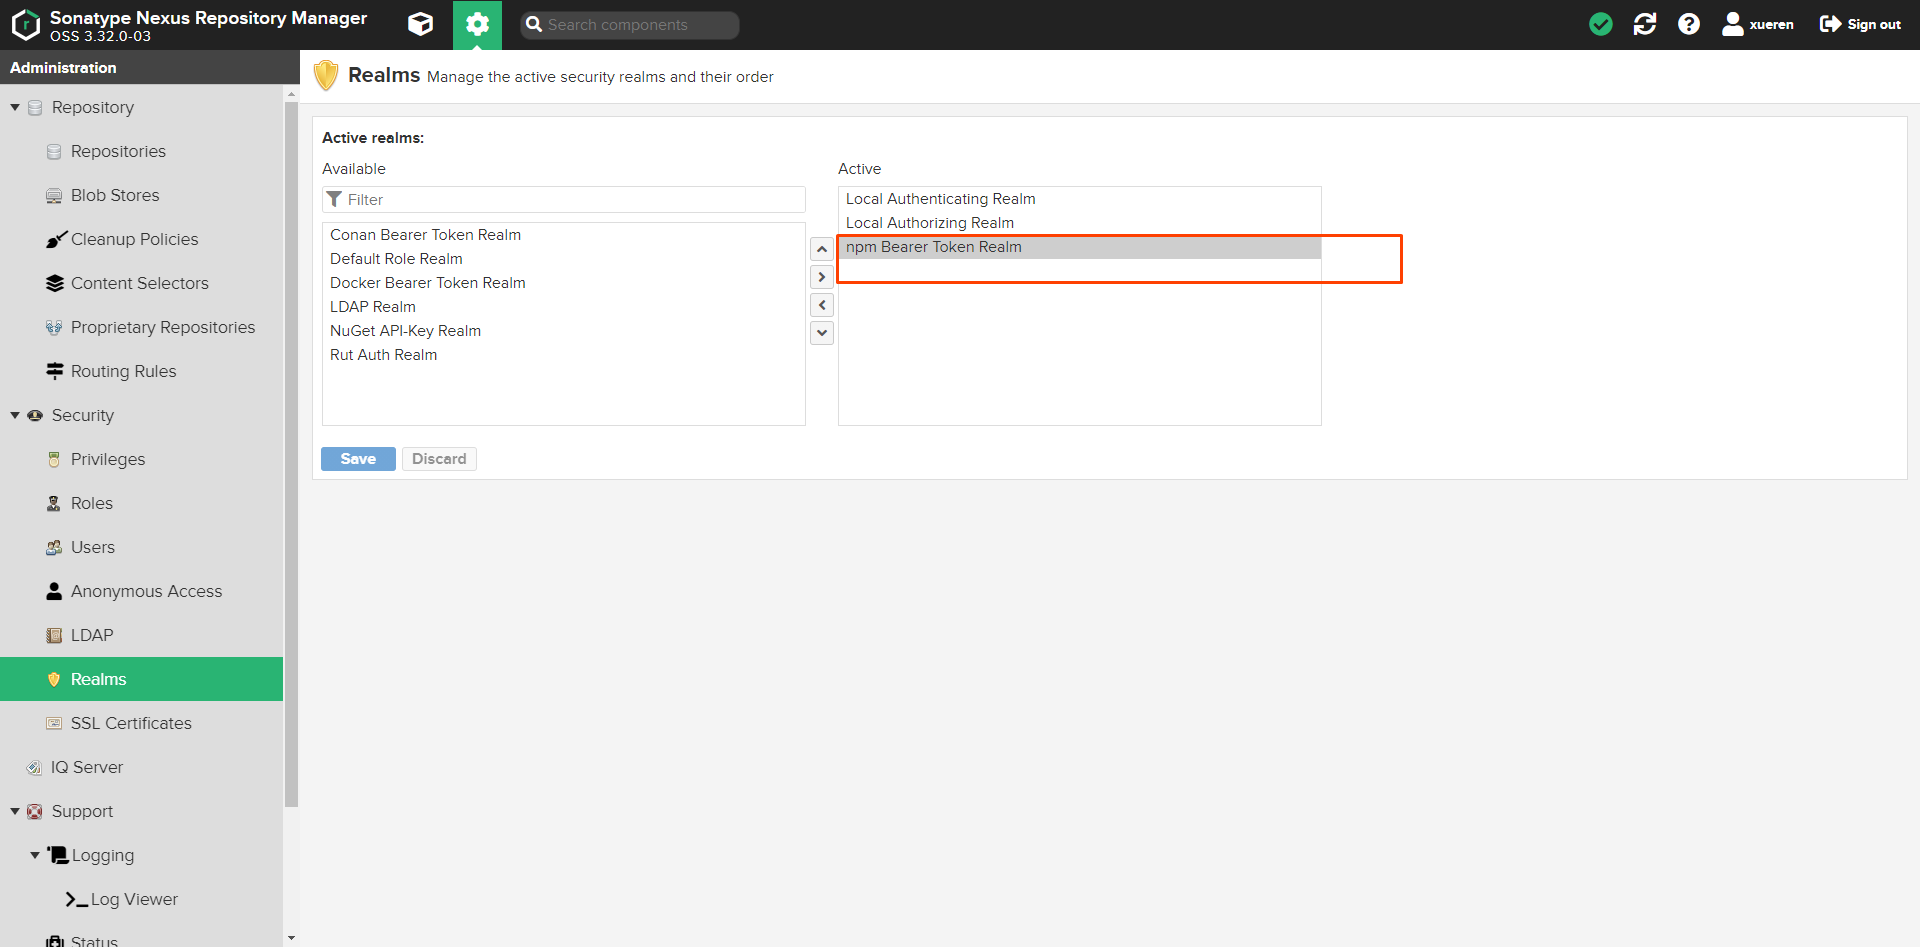 Sonatype Nexus Repository Manager
OSS 3.32.0-03
Search components
xueren
Sign out
Administration
Repository
Repositories
Blob Stores
Cleanup Policies
Content Selectors
Proprietary Repositories
Routing Rules
Security
Privileges
Roles
Users
Anonymous Access
LDAP
Realms
SSL Certificates
IQ Server
Support
Logging
Log Viewer
Status
Realms Manage the active security realms and their order
Active realms:
Available
Filter
Conan Bearer Token Realm
Default Role Realm
Docker Bearer Token Realm
LDAP Realm
NuGet API-Key Realm
Rut Auth Realm
Active
Local Authenticating Realm
Local Authorizing Realm
npm Bearer Token Realm
Save
Discard